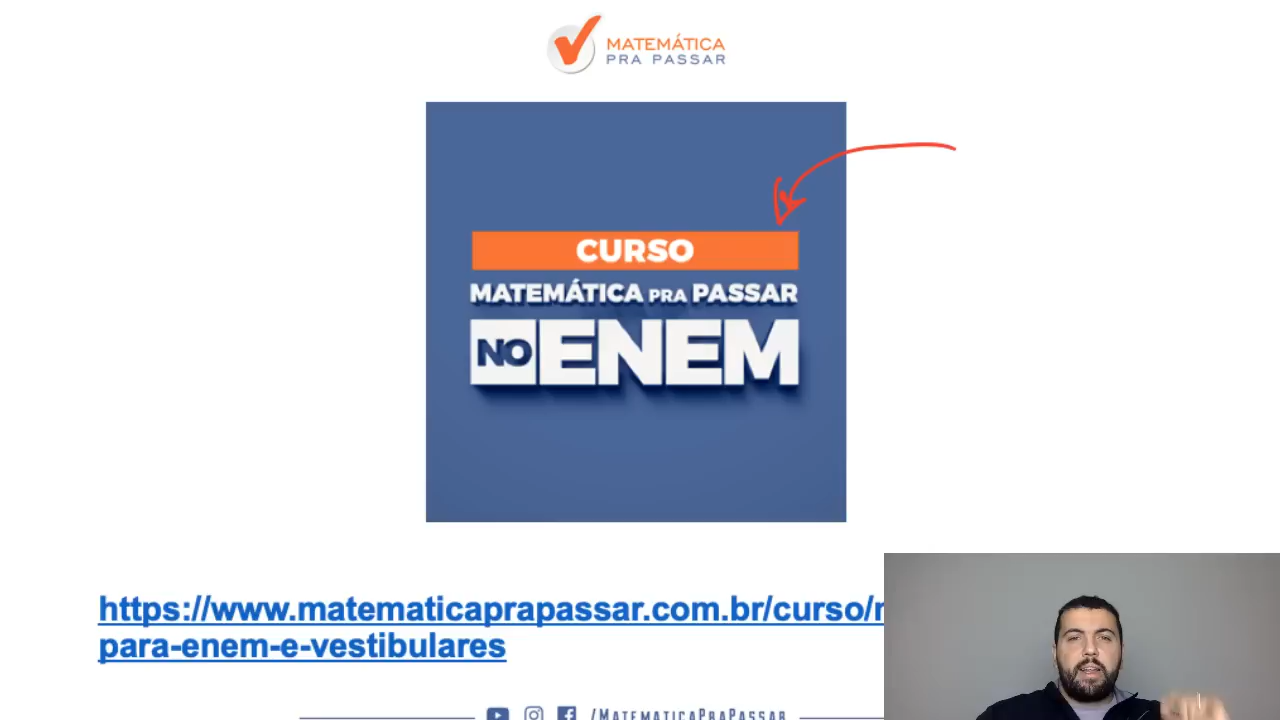 MATEMÁTICA
PRA PASSAR
CURSO
MATEMÁTICA PRA PASSAR
NO ENEM
https://www.matematicaprapassar.com.br/curso/
para-enem-e-vestibulares
/MATEMATICAPRAPASSAR